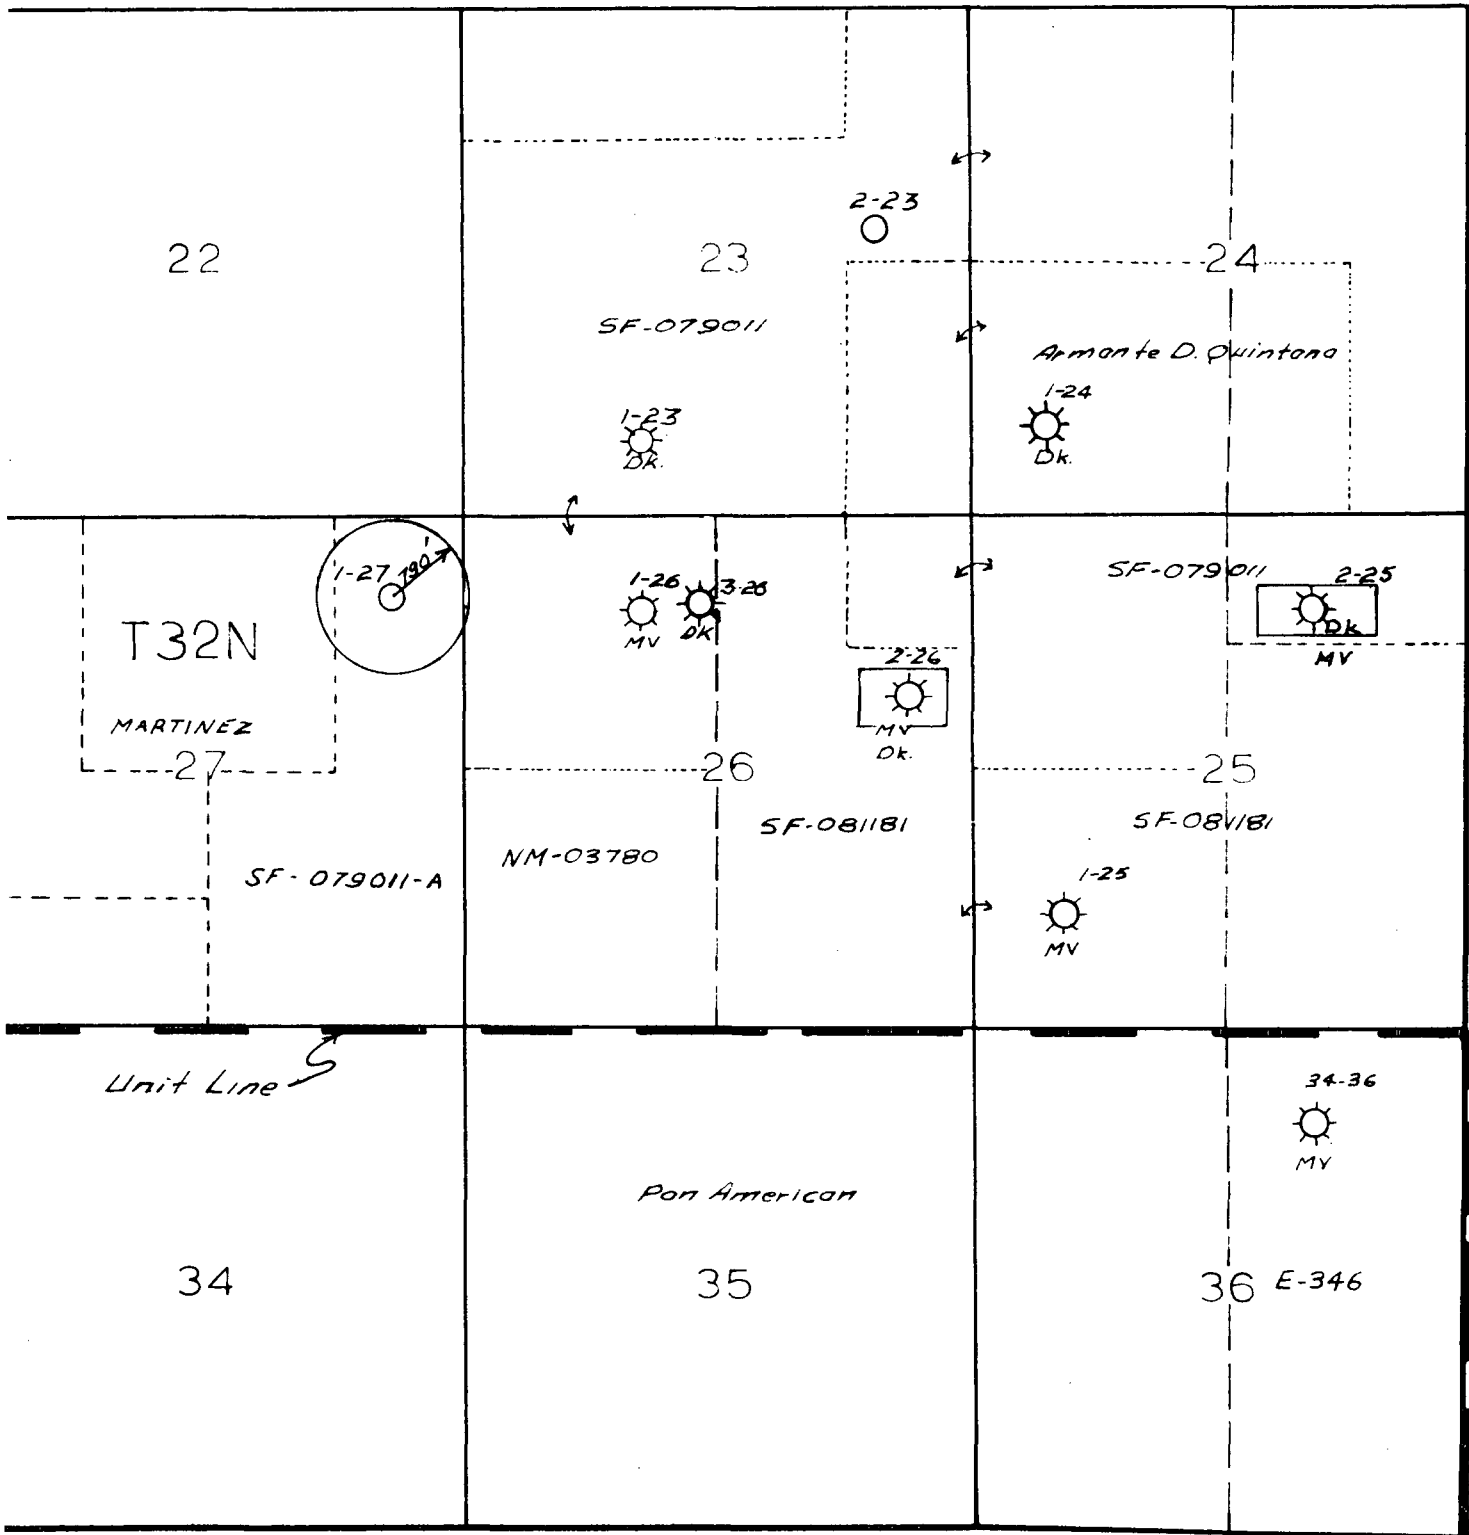 2-23
22
23
24
SF-079011
Armante D. Quintana
1-24
1-23
Dk.
Dk.
1-27
790'
1-26
3-26
SF-079011
2-25
MV
DK
Dk
T32N
2-26
MV
MARTINEZ
MV
Dk.
27
26
25
SF-081181
SF-081181
NM-03780
SF-079011-A
1-25
MV
Unit Line
34-36
MV
Pan American
34
35
36
E-346